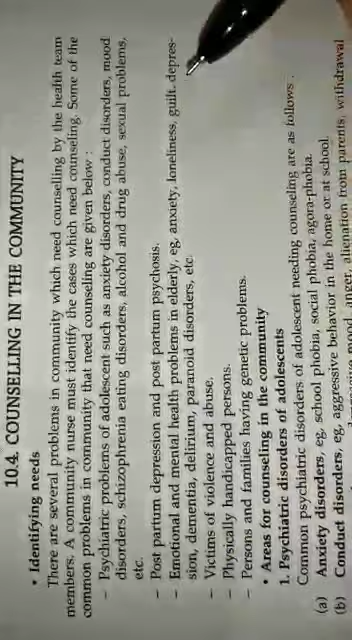 10.4 COUNSELLING IN THE COMMUNITY
• Identifying needs
There are several problems in community which need counselling by the health team
members. A community nurse must identify the cases which need counseling. Some of the
common problems in community that need counselling are given below :
– Psychiatric problems of adolescent such as anxiety disorders, conduct disorders, mood
disorders, schizophrenia eating disorders, alcohol and drug abuse, sexual problems,
etc.
– Post partum depression and post partum psychosis.
– Emotional and mental health problems in elderly, eg, anxiety, loneliness, guilt, depres-
sion, dementia, delirium, paranoid disorders, etc.
– Victims of violence and abuse.
– Physically handicapped persons.
– Persons and families having genetic problems.
• Areas for counseling in the community
1. Psychiatric disorders of adolescents
Common psychiatric disorders of adolescent needing counseling are as follows :
(a) Anxiety disorders, eg, school phobia, social phobia, agora-phobia.
(b) Conduct disorders, eg, aggressive behavior in the home or at school.
mood, anger, alienation from parents, withdrawal